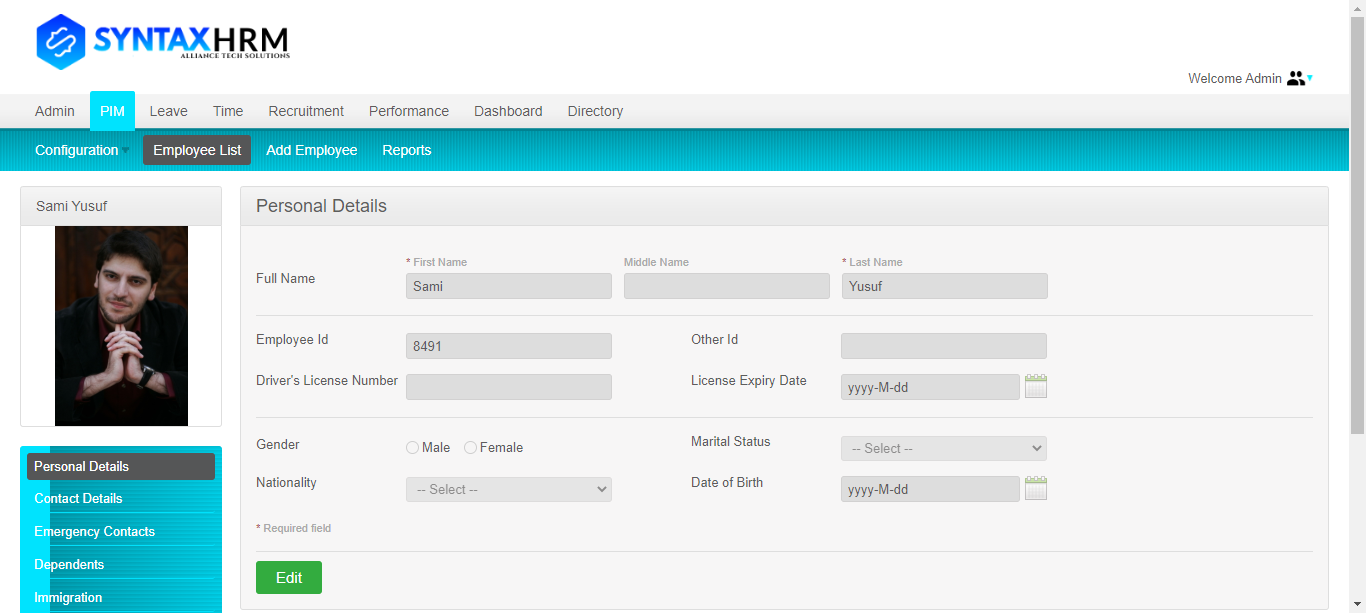 SYNTAXHRM
ALLIANCE TECH SOLUTIONS
Welcome Admin
Admin PIM Leave Time Recruitment Performance Dashboard Directory
Configuration Employee List Add Employee Reports
Sami Yusuf
Personal Details
* First Name Middle Name * Last Name
Full Name Sami Yusuf
Employee Id 8491 Other Id
Driver's License Number License Expiry Date yyyy-M-dd
Gender Male Female Marital Status -- Select --
Nationality -- Select -- Date of Birth yyyy-M-dd
* Required field
Edit
Personal Details
Contact Details
Emergency Contacts
Dependents
Immigration